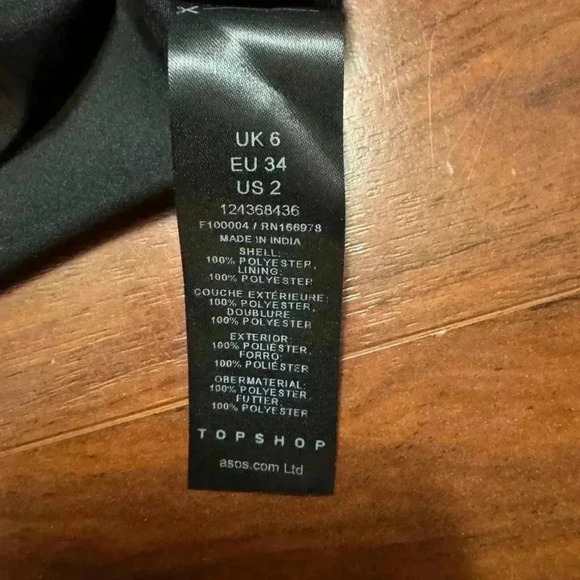 UK 6
EU 34
US 2
124368436
F100004 / RN166978
MADE IN INDIA
SHELL:
100% POLYESTER,
LINING:
100% POLYESTER
COUCHE EXTÉRIEURE:
100% POLYESTER,
DOUBLURE:
100% POLYESTER
EXTERIOR:
100% POLIÉSTER,
FORRO:
100% POLIÉSTER
OBERMATERIAL:
100% POLYESTER,
FUTTER:
100% POLYESTER
TOPSHOP
asos.com Ltd